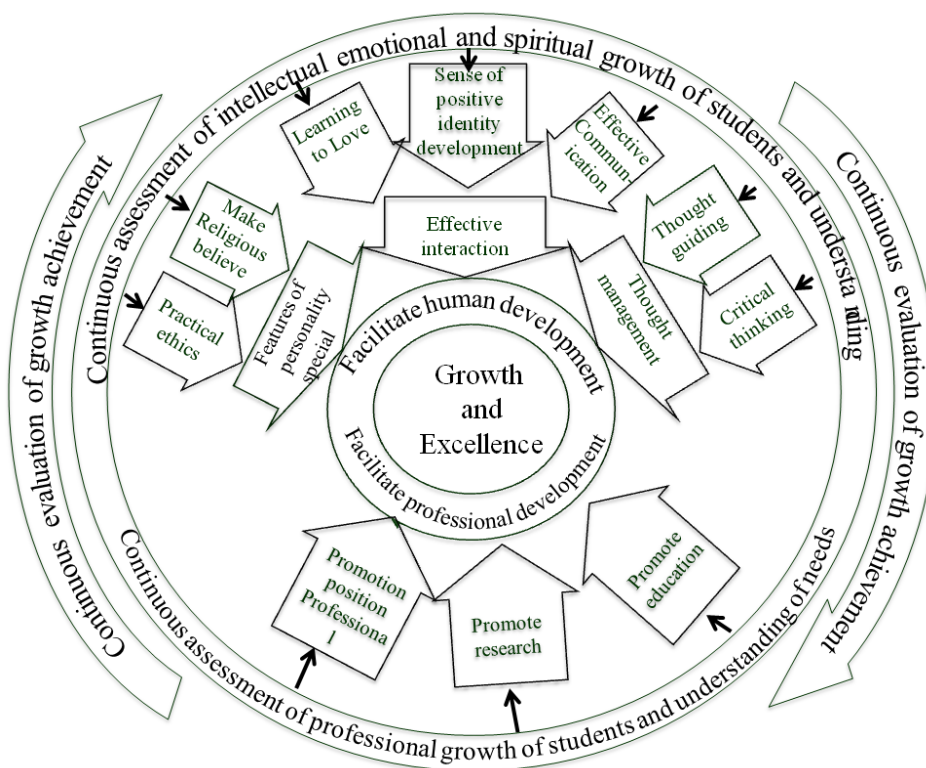 Continuous assessment of intellectual emotional and spiritual growth of students and understanding
Continuous evaluation of growth achievement
Continuous evaluation of growth achievement
Learning
to Love
Sense of
positive
identity
development
Effective
Commun-
ication
Make
Religious
believe
Effective
interaction
Thought
guiding
Practical
ethics
Features of
personality
special
Thought
management
Critical
thinking
Facilitate human development
Growth
and
Excellence
Facilitate professional development
Promotion
position
Professiona
l
Promote
research
Promote
education
Continuous assessment of professional growth of students and understanding of needs